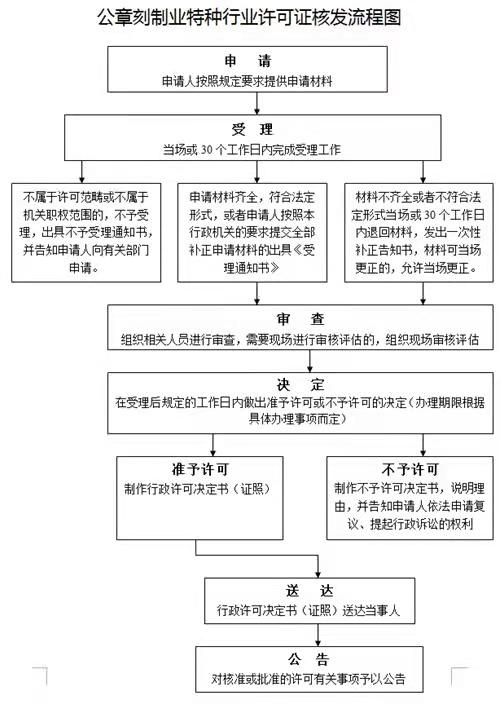 公章刻制业特种行业许可证核发流程图
申 请
申请人按照规定要求提供申请材料
受 理
当场或 30 个工作日内完成受理工作
不属于许可范畴或不属于
机关职权范围的，不予受
理，出具不予受理通知书，
并告知申请人向有关部门
申请。
申请材料齐全，符合法定
形式，或者申请人按照本
行政机关的要求提交全部
补正申请材料的出具《受
理通知书》
材料不齐全或者不符合法
定形式当场或 30 个工作日
内退回材料，发出一次性
补正告知书，材料可当场
更正的，允许当场更正。
审 查
组织相关人员进行审查，需要现场进行审核评估的，组织现场审核评估
决 定
在受理后规定的工作日内做出准予许可或不予许可的决定（办理期限根据
具体办理事项而定）
准予许可
制作行政许可决定书（证照）
不予许可
制作不予许可决定书，说明理
由，并告知申请人依法申请复
议、提起行政诉讼的权利
送 达
行政许可决定书（证照）送达当事人
公 告
对核准或批准的许可有关事项予以公告